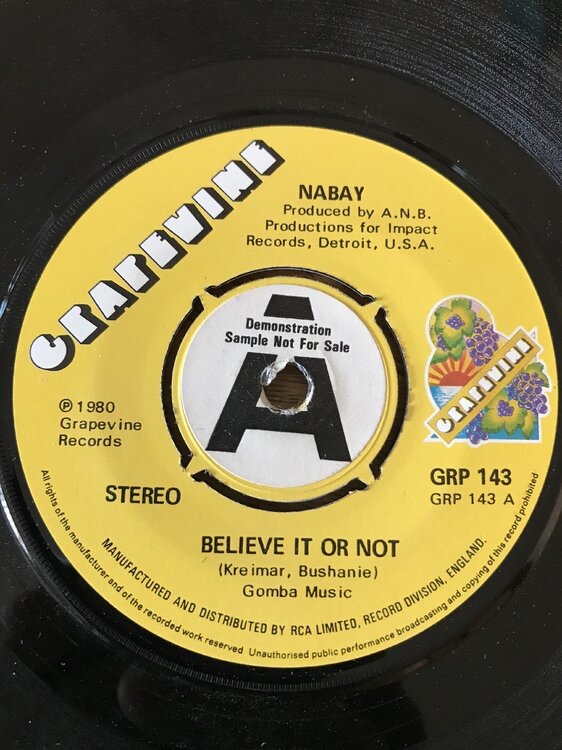 GRAPEVINE
NABAY
Produced by A.N.B.
Productions for Impact
Records, Detroit, U.S.A.
Demonstration
Sample Not For Sale
A
GRAPEVINE
℗ 1980
Grapevine
Records
STEREO
GRP 143
GRP 143 A
BELIEVE IT OR NOT
(Kreimar, Bushanie)
Gomba Music
MANUFACTURED AND DISTRIBUTED BY RCA LIMITED, RECORD DIVISION, ENGLAND.
All rights of the manufacturer and of the recorded work reserved Unauthorised public performance broadcasting and copying of this record prohibited